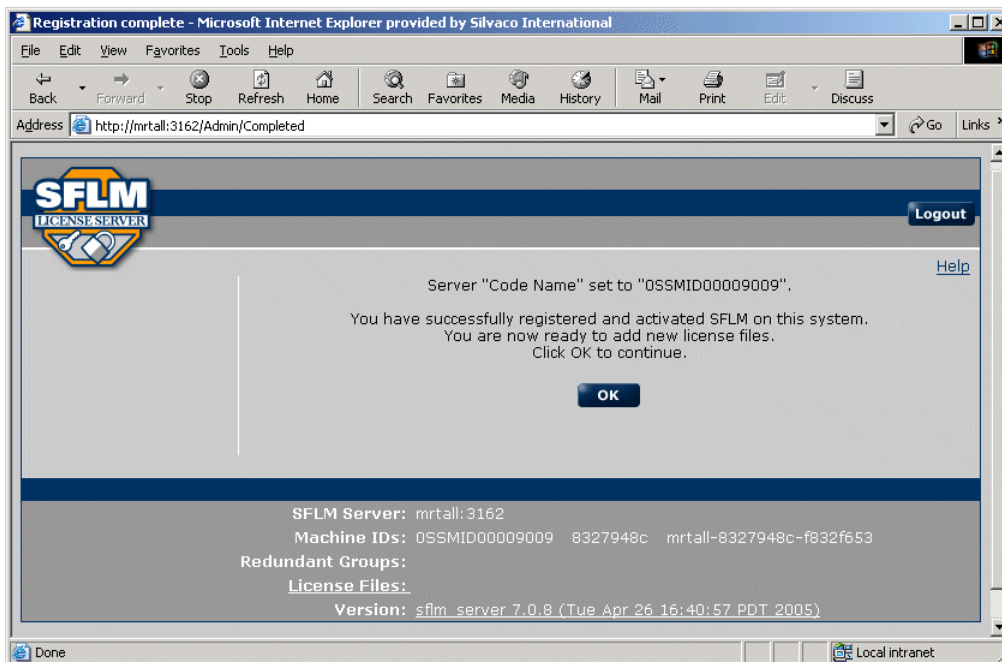 Registration complete - Microsoft Internet Explorer provided by Silvaco International
File Edit View Favorites Tools Help
Back Forward Stop Refresh Home Search Favorites Media History Mail Print Edit Discuss
Address http://mrtall:3162/Admin/Completed Go Links
SFLM
LICENSE SERVER
Logout
Help
Server "Code Name" set to "0SSMID00009009".
You have successfully registered and activated SFLM on this system.
You are now ready to add new license files.
Click OK to continue.
OK
SFLM Server: mrtall:3162
Machine IDs: 0SSMID00009009 8327948c mrtall-8327948c-f832f653
Redundant Groups:
License Files:
Version: sflm_server 7.0.8 (Tue Apr 26 16:40:57 PDT 2005)
Done Local intranet